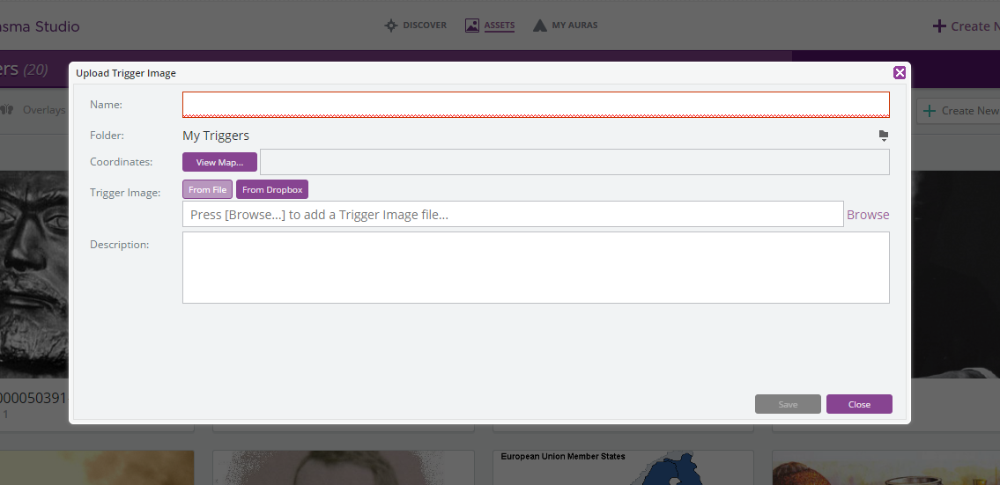 asma Studio
DISCOVER
ASSETS
MY AURAS
Create N
ers (20)
Upload Trigger Image
Overlays
Create New
Name:
Folder: My Triggers
Coordinates: View Map...
Trigger Image: From File From Dropbox
Press [Browse...] to add a Trigger Image file... Browse
Description:
000050391
1
Save Close
European Union Member States